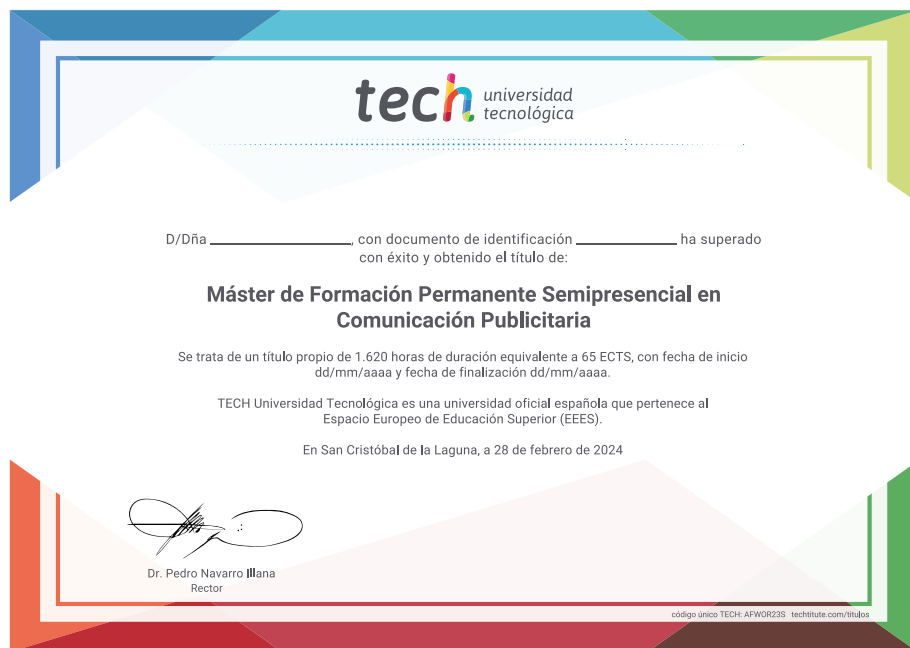 tech universidad
tecnológica
D/Dña ____________________, con documento de identificación ______________ ha superado
con éxito y obtenido el título de:
Máster de Formación Permanente Semipresencial en
Comunicación Publicitaria
Se trata de un título propio de 1.620 horas de duración equivalente a 65 ECTS, con fecha de inicio
dd/mm/aaaa y fecha de finalización dd/mm/aaaa.
TECH Universidad Tecnológica es una universidad oficial española que pertenece al
Espacio Europeo de Educación Superior (EEES).
En San Cristóbal de la Laguna, a 28 de febrero de 2024
Dr. Pedro Navarro Illana
Rector
código único TECH: AFWOR23S techtitute.com/titulos